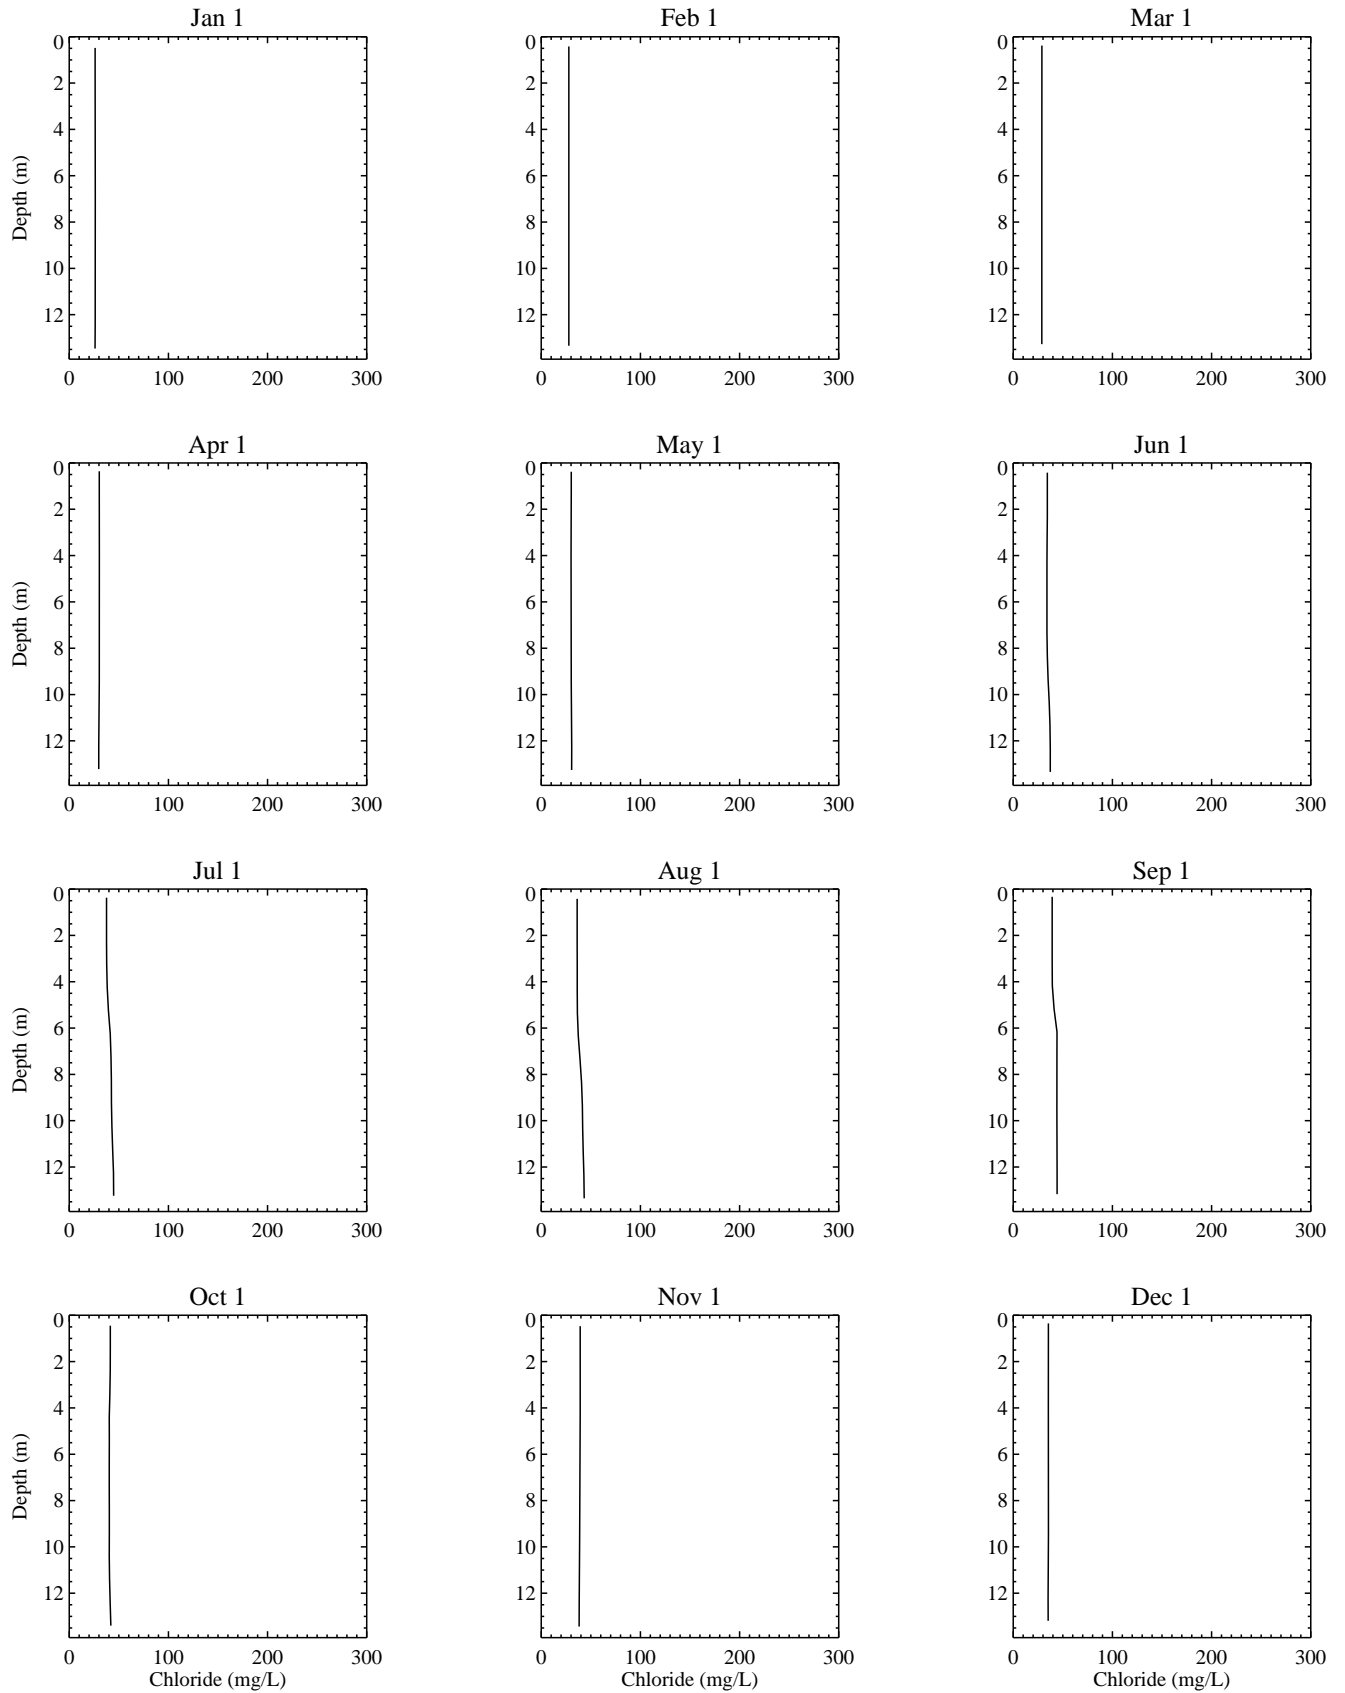 Jan 1 Feb 1 Mar 1
0 0 0
2 2 2
4 4 4
Depth (m) 6 6 6
8 8 8
10 10 10
12 12 12
0 100 200 300 0 100 200 300 0 100 200 300
Apr 1 May 1 Jun 1
0 0 0
2 2 2
4 4 4
Depth (m) 6 6 6
8 8 8
10 10 10
12 12 12
0 100 200 300 0 100 200 300 0 100 200 300
Jul 1 Aug 1 Sep 1
0 0 0
2 2 2
4 4 4
Depth (m) 6 6 6
8 8 8
10 10 10
12 12 12
0 100 200 300 0 100 200 300 0 100 200 300
Oct 1 Nov 1 Dec 1
0 0 0
2 2 2
4 4 4
Depth (m) 6 6 6
8 8 8
10 10 10
12 12 12
0 100 200 300 0 100 200 300 0 100 200 300
Chloride (mg/L) Chloride (mg/L) Chloride (mg/L)